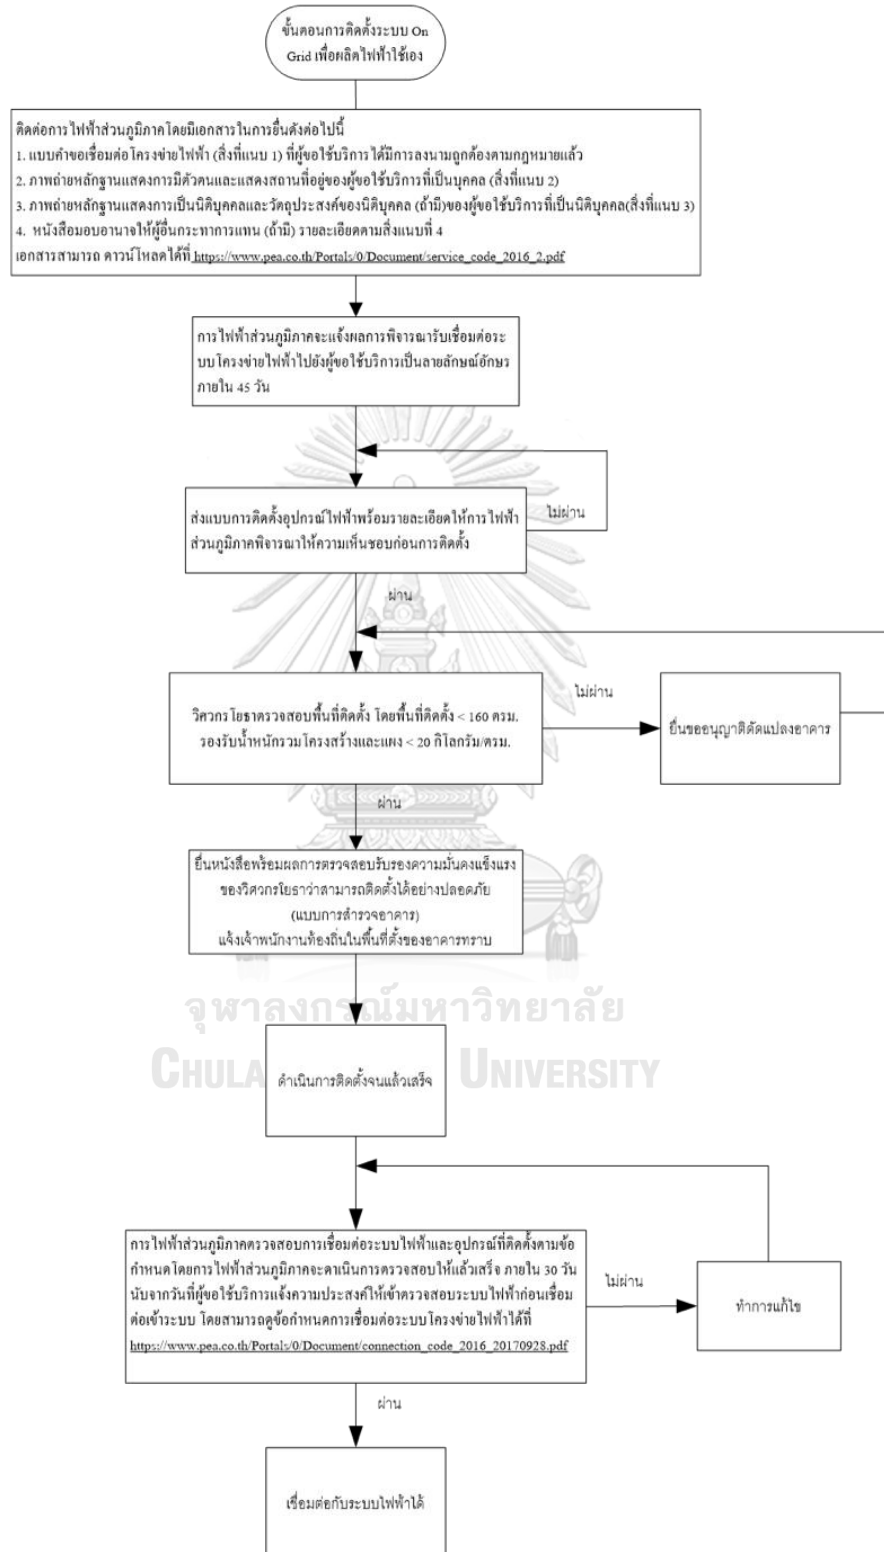 ขั้นตอนการติดตั้งระบบ On
Grid เพื่อผลิตไฟฟ้าใช้เอง
ติดต่อการไฟฟ้าส่วนภูมิภาคโดยมีเอกสารในการยื่นดังต่อไปนี้
1. แบบคำขอเชื่อมต่อโครงข่ายไฟฟ้า (สิ่งที่แนบ 1) ที่ผู้ขอใช้บริการได้มีการลงนามถูกต้องตามกฎหมายแล้ว
2. ภาพถ่ายหลักฐานแสดงการมีตัวตนและแสดงสถานที่อยู่ของผู้ขอใช้บริการที่เป็นบุคคล (สิ่งที่แนบ 2)
3. ภาพถ่ายหลักฐานแสดงการเป็นนิติบุคคลและวัตถุประสงค์ของนิติบุคคล (ถ้ามี)ของผู้ขอใช้บริการที่เป็นนิติบุคคล(สิ่งที่แนบ 3)
4. หนังสือมอบอานาจให้ผู้อื่นกระทาการแทน (ถ้ามี) รายละเอียดตามสิ่งแนบที่ 4
เอกสารสามารถ ดาวน์โหลดได้ที่ https://www.pea.co.th/Portals/0/Document/service_code_2016_2.pdf
การไฟฟ้าส่วนภูมิภาคจะแจ้งผลการพิจารณารับเชื่อมต่อระ
บบโครงข่ายไฟฟ้าไปยังผู้ขอใช้บริการเป็นลายลักษณ์อักษร
ภายใน 45 วัน
ส่งแบบการติดตั้งอุปกรณ์ไฟฟ้าพร้อมรายละเอียดให้การไฟฟ้า
ส่วนภูมิภาคพิจารณาให้ความเห็นชอบก่อนการติดตั้ง
ไม่ผ่าน
ผ่าน
วิศวกรโยธาตรวจสอบพื้นที่ติดตั้ง โดยพื้นที่ติดตั้ง < 160 ตรม.
รองรับน้ำหนักรวมโครงสร้างและแผง < 20 กิโลกรัม/ตรม.
ไม่ผ่าน
ยื่นขออนุญาติดัดแปลงอาคาร
ผ่าน
ยื่นหนังสือพร้อมผลการตรวจสอบรับรองความมั่นคงแข็งแรง
ของวิศวกรโยธาว่าสามารถติดตั้งได้อย่างปลอดภัย
(แบบการสำรวจอาคาร)
แจ้งเจ้าพนักงานท้องถิ่นในพื้นที่ตั้งของอาคารทราบ
จุฬาลงกรณ์มหาวิทยาลัย
CHULA UNIVERSITY
ดำเนินการติดตั้งจนแล้วเสร็จ
การไฟฟ้าส่วนภูมิภาคตรวจสอบการเชื่อมต่อระบบไฟฟ้าและอุปกรณ์ที่ติดตั้งตามข้อ
กำหนดโดยการไฟฟ้าส่วนภูมิภาคจะดาเนินการตรวจสอบให้แล้วเสร็จ ภายใน 30 วัน
นับจากวันที่ผู้ขอใช้บริการแจ้งความประสงค์ให้เข้าตรวจสอบระบบไฟฟ้าก่อนเชื่อม
ต่อเข้าระบบ โดยสามารถดูข้อกำหนดการเชื่อมต่อระบบโครงข่ายไฟฟ้าได้ที่
https://www.pea.co.th/Portals/0/Document/connection_code_2016_20170928.pdf
ไม่ผ่าน
ทำการแก้ไข
ผ่าน
เชื่อมต่อกับระบบไฟฟ้าได้